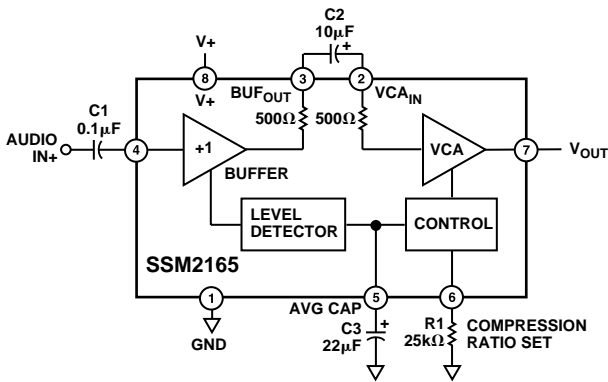 C2
10µF
+
V+
8
V+
3
BUFOUT
2
VCAIN
C1
0.1µF
500Ω
500Ω
AUDIO
IN+
4
+1
BUFFER
VCA
7
VOUT
LEVEL
DETECTOR
CONTROL
SSM2165
1
GND
AVG CAP
5
6
C3
22µF
+
R1
25kΩ
COMPRESSION
RATIO SET